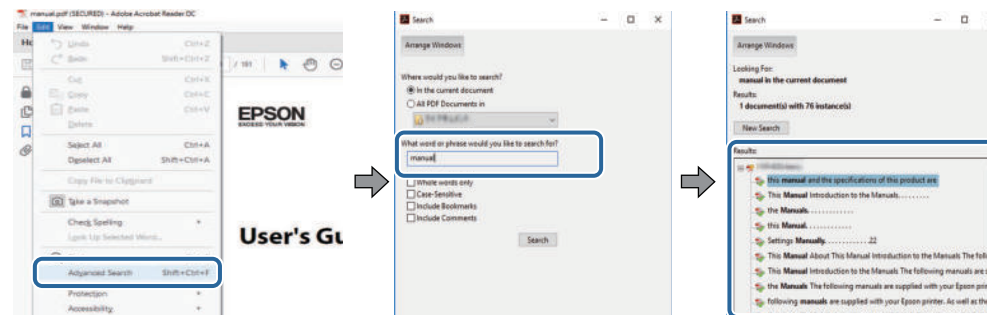 manual.pdf (SECURED) - Adobe Acrobat Reader DC
File Edit View Window Help
Undo Ctrl+Z
Redo Shift+Ctrl+Z
Cut Ctrl+X
Copy Ctrl+C
Paste Ctrl+V
Delete
Select All Ctrl+A
Deselect All Shift+Ctrl+A
Copy File to Clipboard
Take a Snapshot
Check Spelling
Look Up Selected Word...
Advanced Search Shift+Ctrl+F
Protection
Accessibility
/ 181
EPSON
EXCEED YOUR VISION
User's Gu
Search
Arrange Windows
Where would you like to search?
In the current document
All PDF Documents in
What word or phrase would you like to search for?
manual
Whole words only
Case-Sensitive
Include Bookmarks
Include Comments
Search
Search
Arrange Windows
Looking For:
manual in the current document
Results:
1 document(s) with 76 instance(s)
New Search
Results:
this manual and the specifications of this product are
This Manual Introduction to the Manuals.........
the Manuals............
this Manual............
Settings Manually............22
This Manual About This Manual Introduction to the Manuals The foll
This Manual Introduction to the Manuals The following manuals are s
the Manuals The following manuals are supplied with your Epson prin
following manuals are supplied with your Epson printer. As well as the